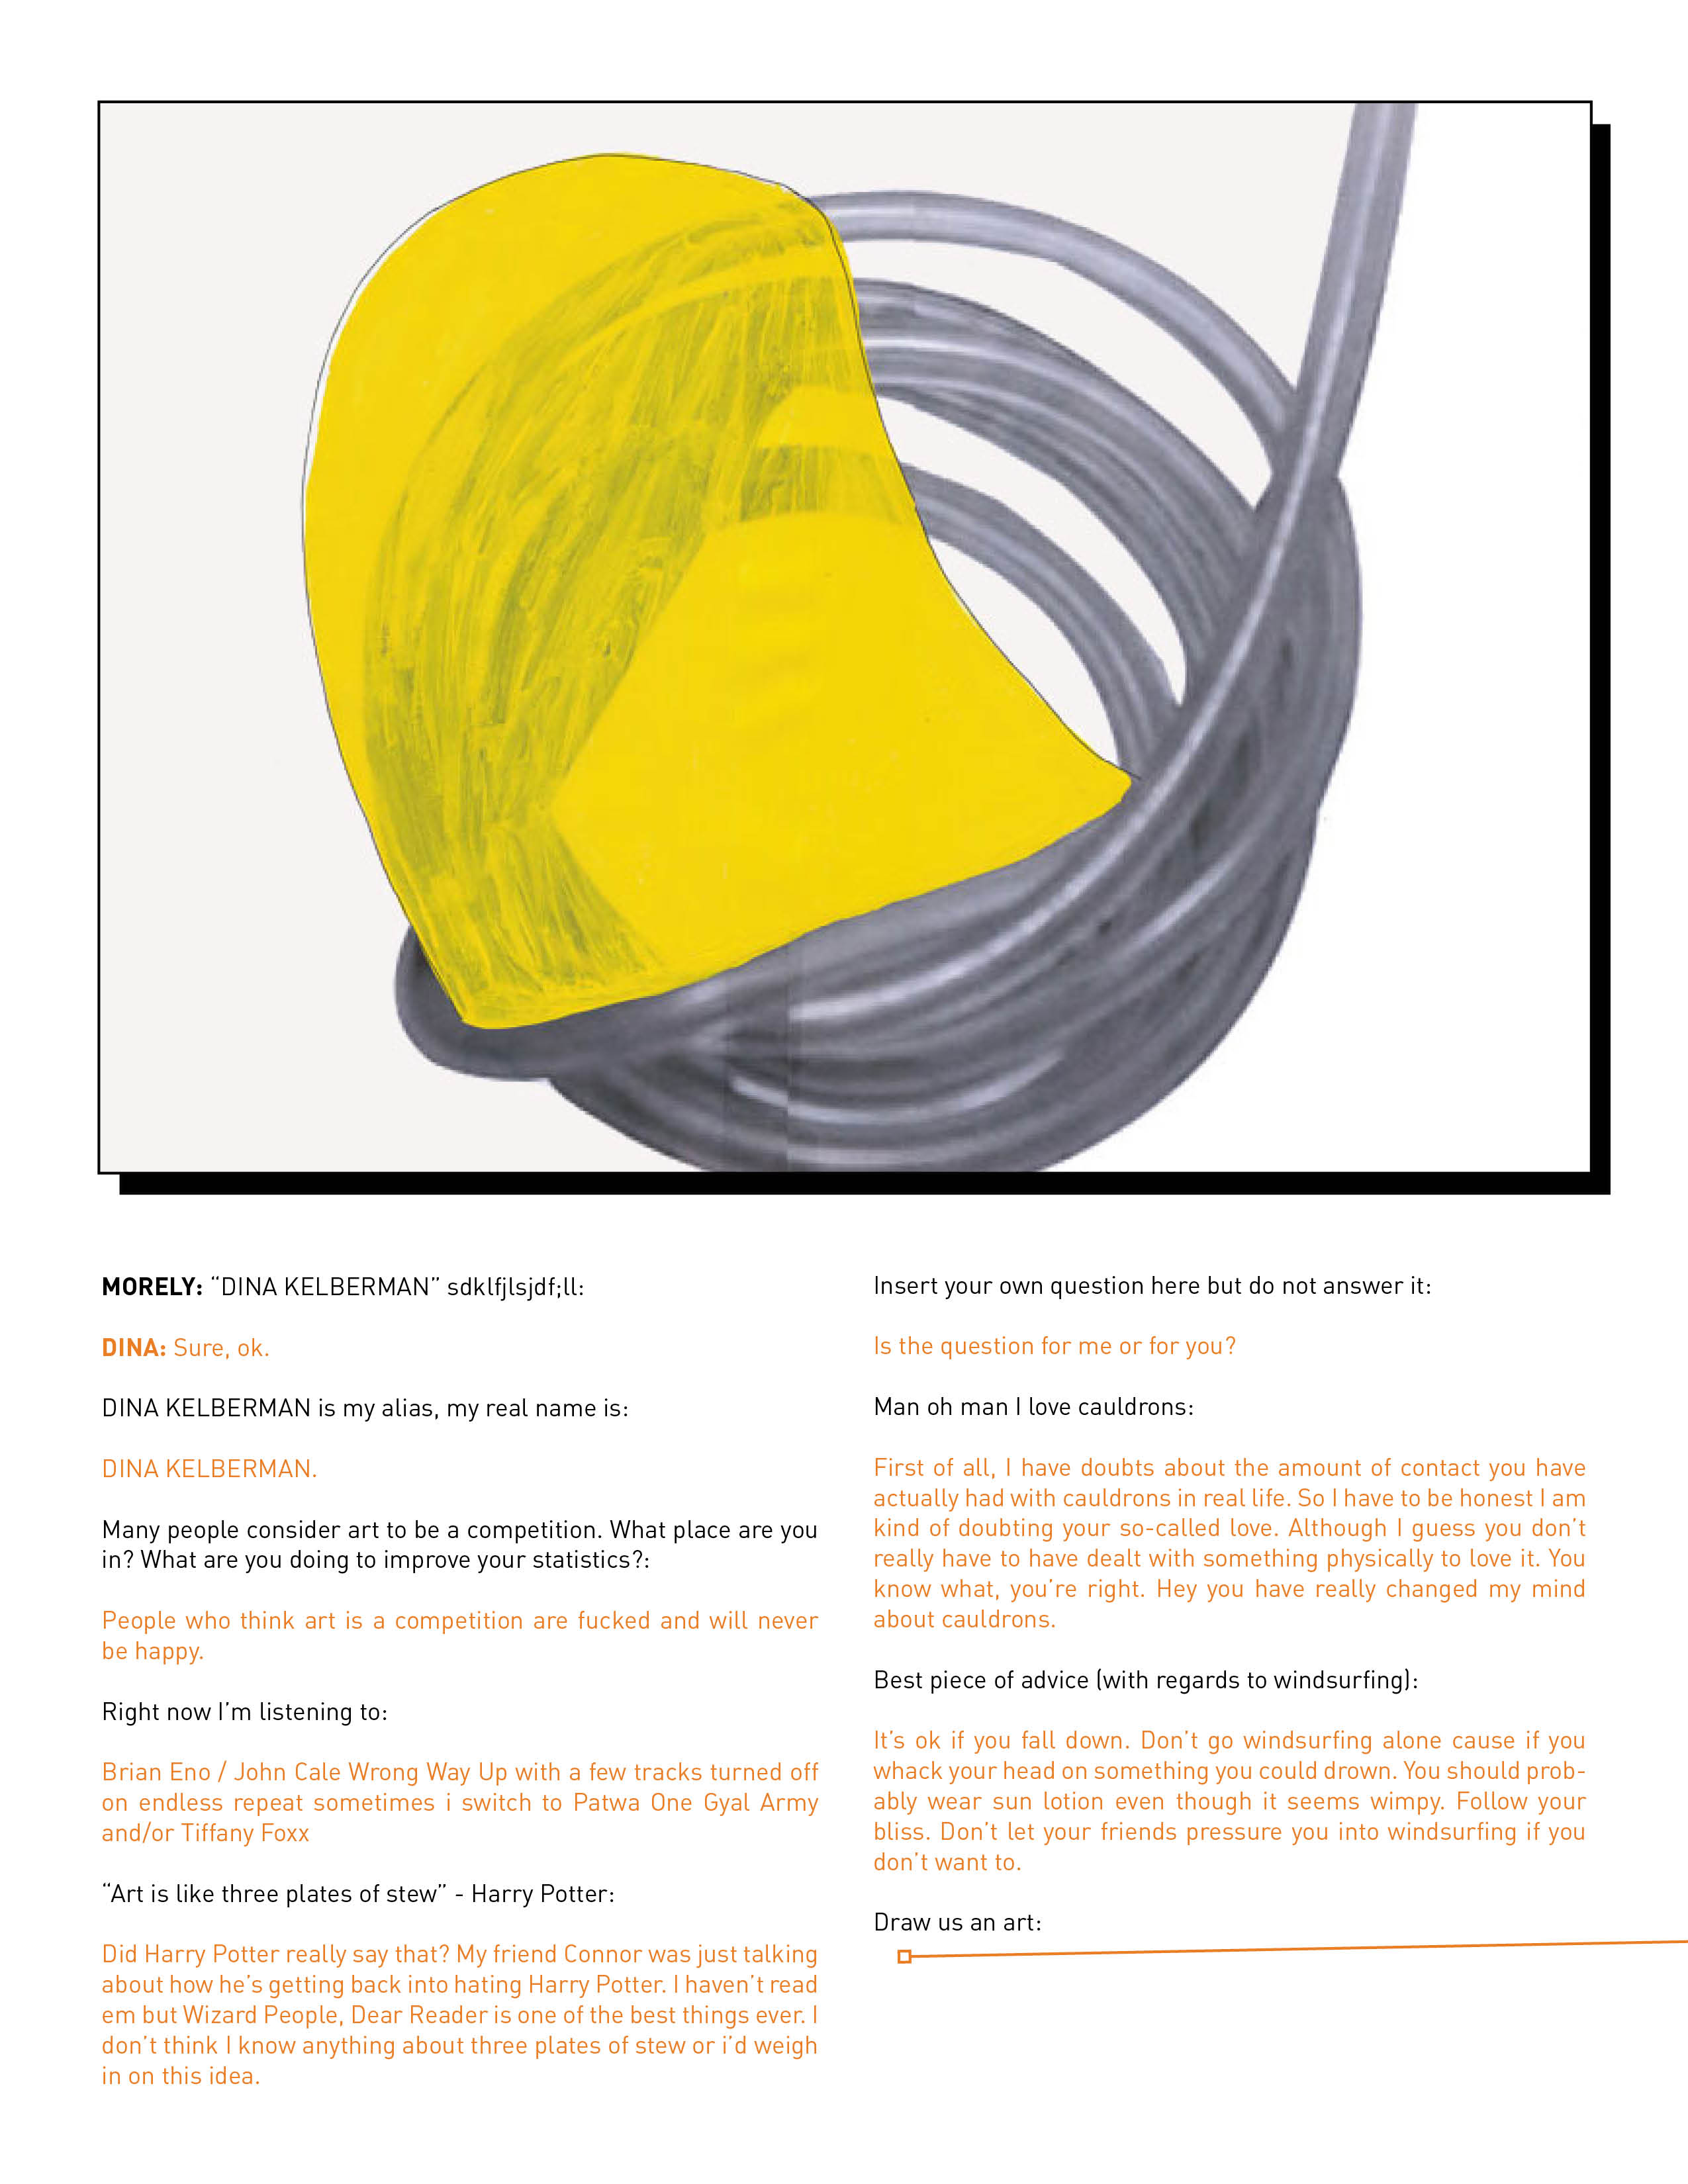 MORELY: “DINA KELBERMAN” sdklfjlsjdf;ll:
DINA: Sure, ok.
DINA KELBERMAN is my alias, my real name is:
DINA KELBERMAN.
Many people consider art to be a competition. What place are you
in? What are you doing to improve your statistics?:
People who think art is a competition are fucked and will never
be happy.
Right now I’m listening to:
Brian Eno / John Cale Wrong Way Up with a few tracks turned off
on endless repeat sometimes i switch to Patwa One Gyal Army
and/or Tiffany Foxx
“Art is like three plates of stew” - Harry Potter:
Did Harry Potter really say that? My friend Connor was just talking
about how he’s getting back into hating Harry Potter. I haven’t read
em but Wizard People, Dear Reader is one of the best things ever. I
don’t think I know anything about three plates of stew or i’d weigh
in on this idea.
Insert your own question here but do not answer it:
Is the question for me or for you?
Man oh man I love cauldrons:
First of all, I have doubts about the amount of contact you have
actually had with cauldrons in real life. So I have to be honest I am
kind of doubting your so-called love. Although I guess you don’t
really have to have dealt with something physically to love it. You
know what, you’re right. Hey you have really changed my mind
about cauldrons.
Best piece of advice (with regards to windsurfing):
It’s ok if you fall down. Don’t go windsurfing alone cause if you
whack your head on something you could drown. You should prob-
ably wear sun lotion even though it seems wimpy. Follow your
bliss. Don’t let your friends pressure you into windsurfing if you
don’t want to.
Draw us an art: